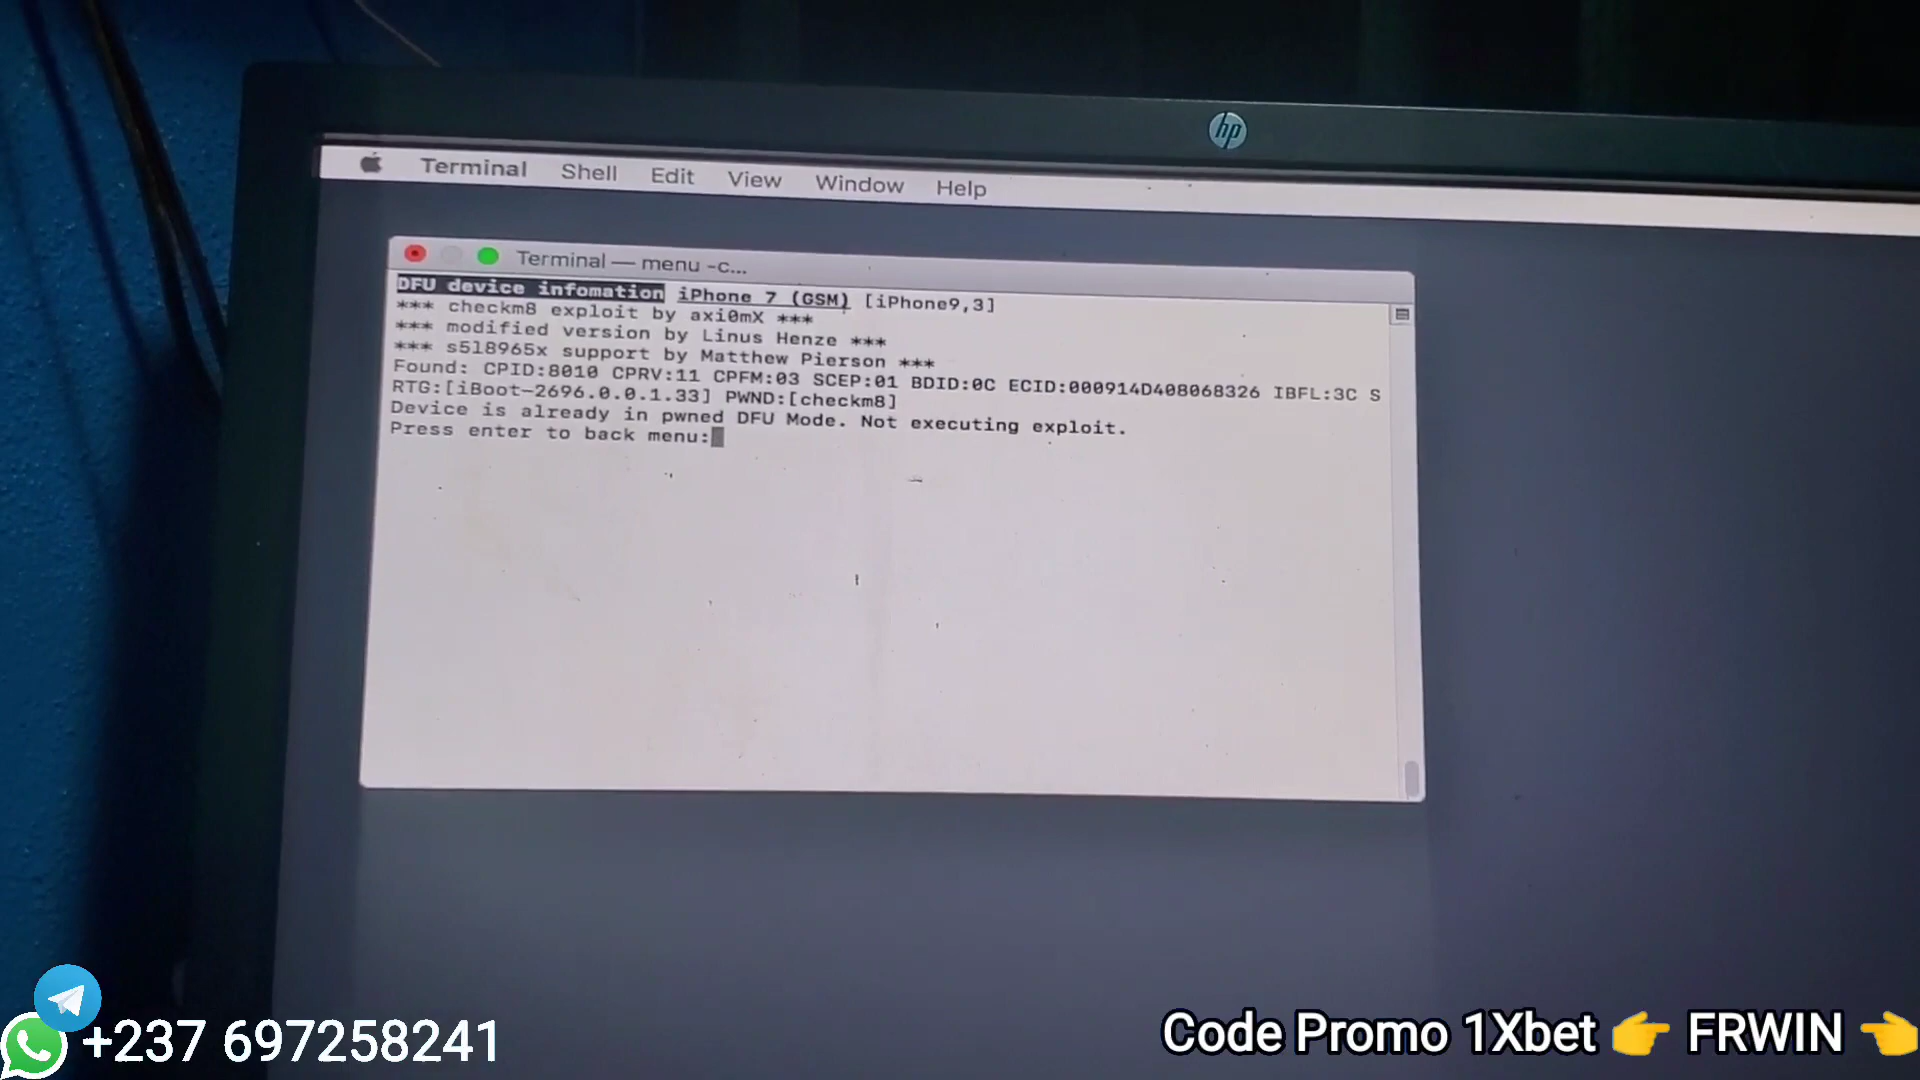 hp
Terminal Shell Edit View Window Help
Terminal — menu -c...
DFU device infomation iPhone 7 (GSM) [iPhone9,3]
*** checkm8 exploit by axi0mX ***
*** modified version by Linus Henze ***
*** s5l8965x support by Matthew Pierson ***
Found: CPID:8010 CPRV:11 CPFM:03 SCEP:01 BDID:0C ECID:000914D408068326 IBFL:3C S
RTG:[iBoot-2696.0.0.1.33] PWND:[checkm8]
Device is already in pwned DFU Mode. Not executing exploit.
Press enter to back menu:
+237 697258241
Code Promo 1Xbet 👉 FRWIN 👈